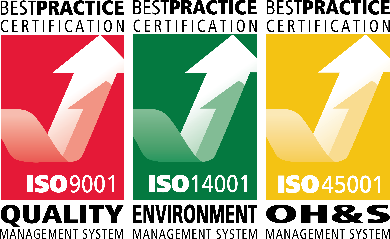 BESTPRACTICE
CERTIFICATION
ISO9001
QUALITY
MANAGEMENT SYSTEM
BESTPRACTICE
CERTIFICATION
ISO14001
ENVIRONMENT
MANAGEMENT SYSTEM
BESTPRACTICE
CERTIFICATION
ISO45001
OH&S
MANAGEMENT SYSTEM